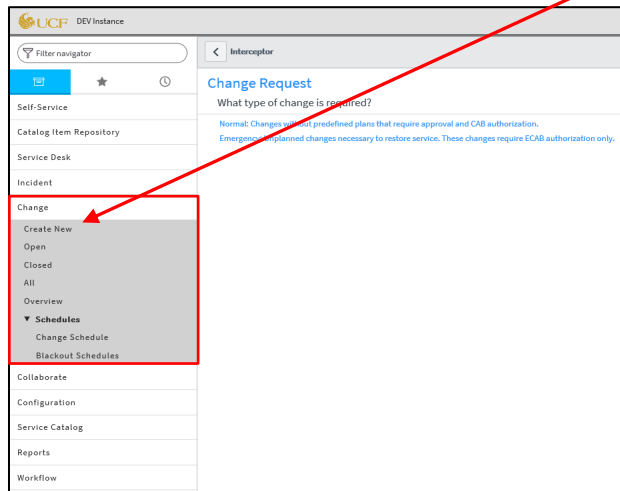 UCF DEV Instance
Filter navigator
Interceptor
Change Request
What type of change is required?
Normal: Changes without predefined plans that require approval and CAB authorization.
Emergency: Unplanned changes necessary to restore service. These changes require ECAB authorization only.
Self-Service
Catalog Item Repository
Service Desk
Incident
Change
Create New
Open
Closed
All
Overview
▼ Schedules
Change Schedule
Blackout Schedules
Collaborate
Configuration
Service Catalog
Reports
Workflow